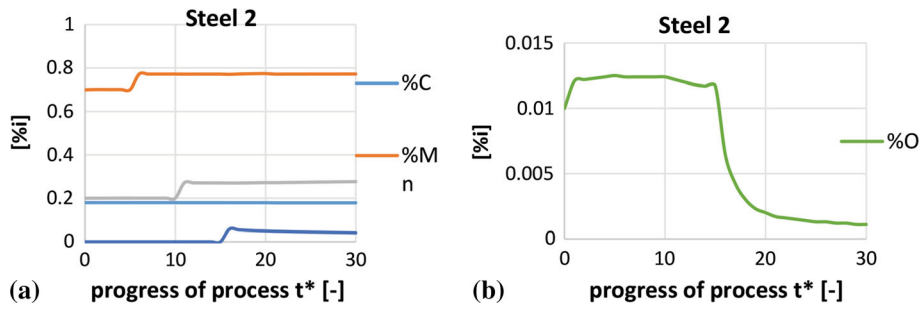 Steel 2
1
0.8
0.6
0.4
0.2
0
[%i]
0 10 20 30
progress of process t* [-]
%C
%M
n
(a)
Steel 2
0.015
0.01
0.005
0
[%i]
0 10 20 30
progress of process t* [-]
%O
(b)